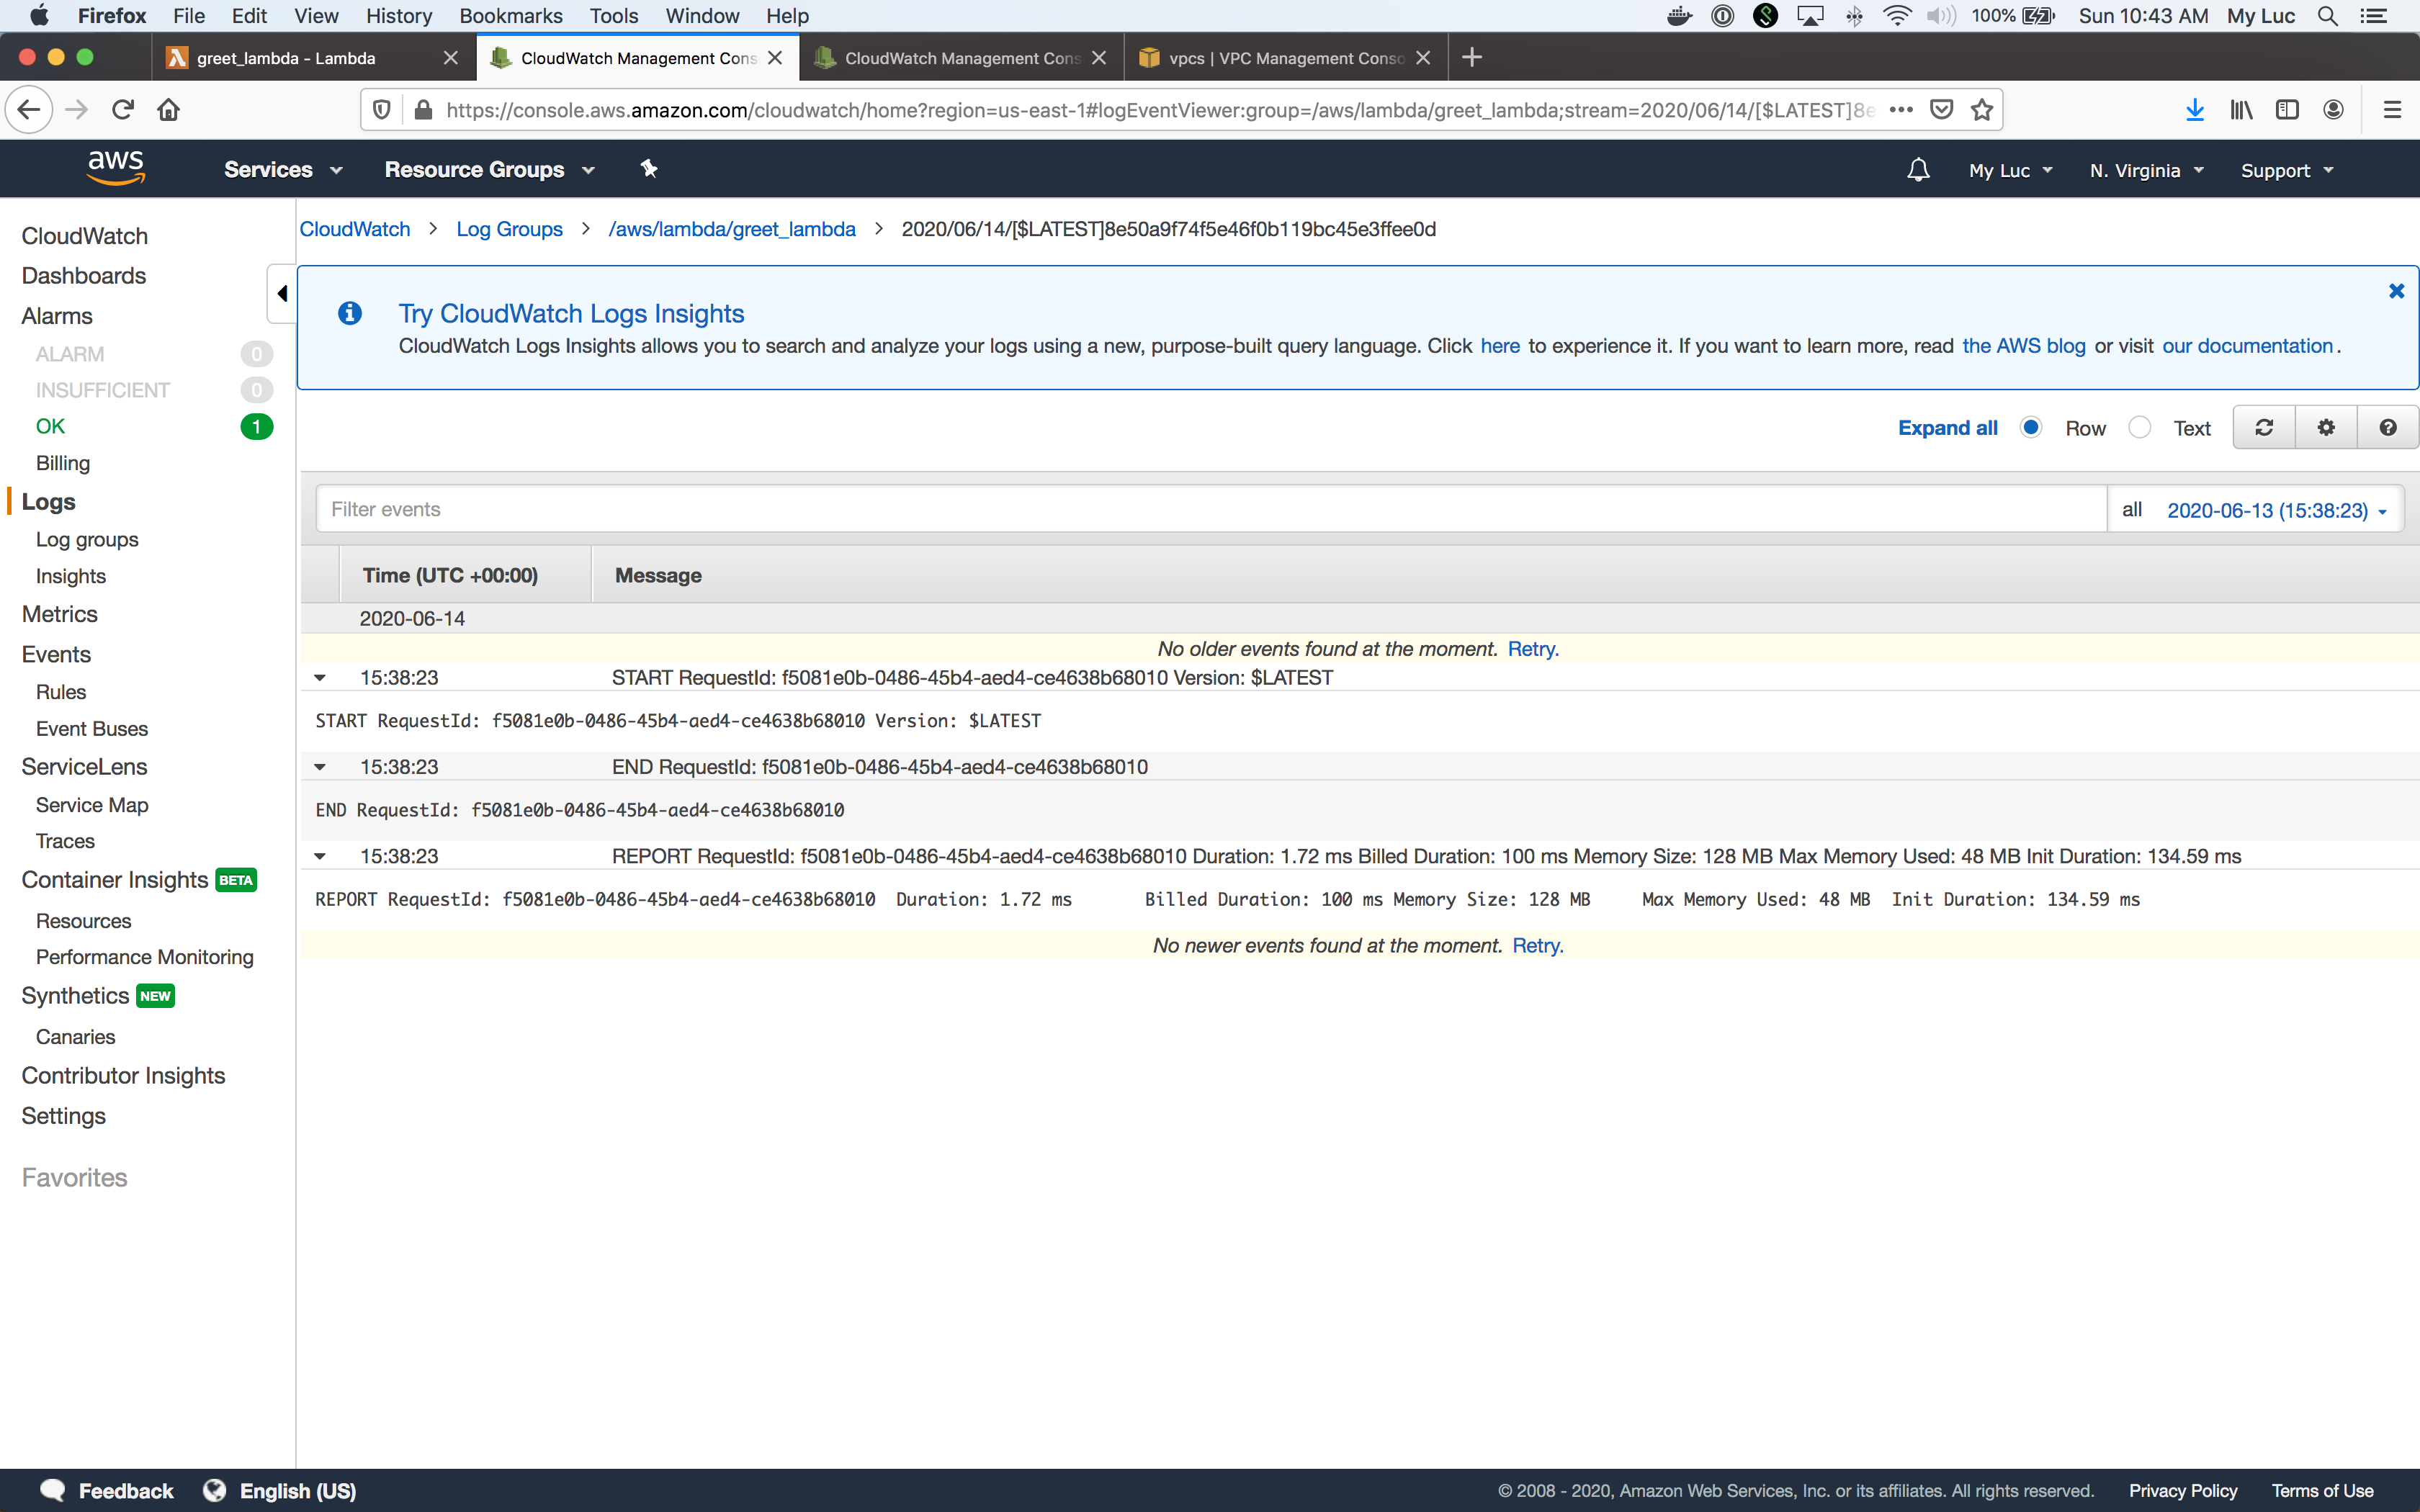 Firefox File Edit View History Bookmarks Tools Window Help 100% Sun 10:43 AM My Luc
greet_lambda - Lambda CloudWatch Management Cons CloudWatch Management Cons vpcs | VPC Management Conso
https://console.aws.amazon.com/cloudwatch/home?region=us-east-1#logEventViewer:group=/aws/lambda/greet_lambda;stream=2020/06/14/[$LATEST]8e
aws Services Resource Groups My Luc N. Virginia Support
CloudWatch
Dashboards
Alarms
ALARM 0
INSUFFICIENT 0
OK 1
Billing
Logs
Log groups
Insights
Metrics
Events
Rules
Event Buses
ServiceLens
Service Map
Traces
Container Insights BETA
Resources
Performance Monitoring
Synthetics NEW
Canaries
Contributor Insights
Settings
Favorites
CloudWatch > Log Groups > /aws/lambda/greet_lambda > 2020/06/14/[$LATEST]8e50a9f74f5e46f0b119bc45e3ffee0d
Try CloudWatch Logs Insights
CloudWatch Logs Insights allows you to search and analyze your logs using a new, purpose-built query language. Click here to experience it. If you want to learn more, read the AWS blog or visit our documentation.
Expand all Row Text
Filter events all 2020-06-13 (15:38:23)
Time (UTC +00:00) Message
2020-06-14
No older events found at the moment. Retry.
15:38:23 START RequestId: f5081e0b-0486-45b4-aed4-ce4638b68010 Version: $LATEST
START RequestId: f5081e0b-0486-45b4-aed4-ce4638b68010 Version: $LATEST
15:38:23 END RequestId: f5081e0b-0486-45b4-aed4-ce4638b68010
END RequestId: f5081e0b-0486-45b4-aed4-ce4638b68010
15:38:23 REPORT RequestId: f5081e0b-0486-45b4-aed4-ce4638b68010 Duration: 1.72 ms Billed Duration: 100 ms Memory Size: 128 MB Max Memory Used: 48 MB Init Duration: 134.59 ms
REPORT RequestId: f5081e0b-0486-45b4-aed4-ce4638b68010 Duration: 1.72 ms Billed Duration: 100 ms Memory Size: 128 MB Max Memory Used: 48 MB Init Duration: 134.59 ms
No newer events found at the moment. Retry.
Feedback English (US) © 2008 - 2020, Amazon Web Services, Inc. or its affiliates. All rights reserved. Privacy Policy Terms of Use